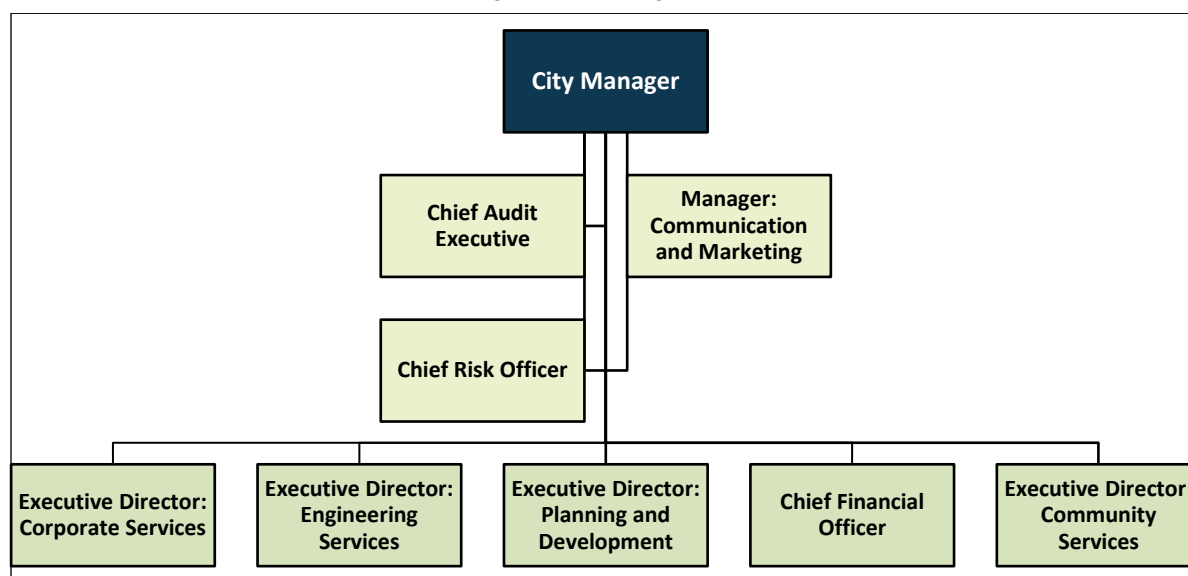 City Manager
Chief Audit
Executive
Manager:
Communication
and Marketing
Chief Risk Officer
Executive Director:
Corporate Services
Executive Director:
Engineering
Services
Executive Director:
Planning and
Development
Chief Financial
Officer
Executive Director
Community
Services